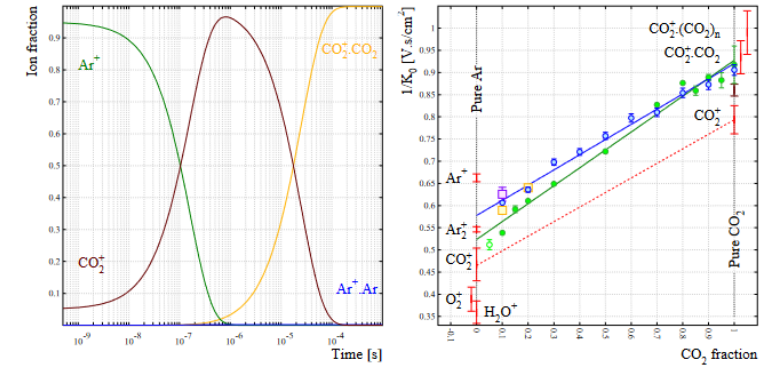 Ion fraction
0.9
0.8
0.7
0.6
0.5
0.4
0.3
0.2
0.1
Ar⁺
CO₂⁺.CO₂
CO₂⁺
Ar⁺.Ar
10⁻⁹
10⁻⁸
10⁻⁷
10⁻⁶
10⁻⁵
10⁻⁴
Time [s]
1/K₀ [V.s/cm²]
1
0.95
0.9
0.85
0.8
0.75
0.7
0.65
0.6
0.55
0.5
0.45
0.4
0.35
Pure Ar
CO₂⁺.(CO₂)ₙ
CO₂⁺.CO₂
CO₂⁺
Ar⁺
Ar₂⁺
CO₂⁺
O₂⁺
H₂O⁺
Pure CO₂
-0.1
0
0.1
0.2
0.3
0.4
0.5
0.6
0.7
0.8
0.9
1
CO₂ fraction